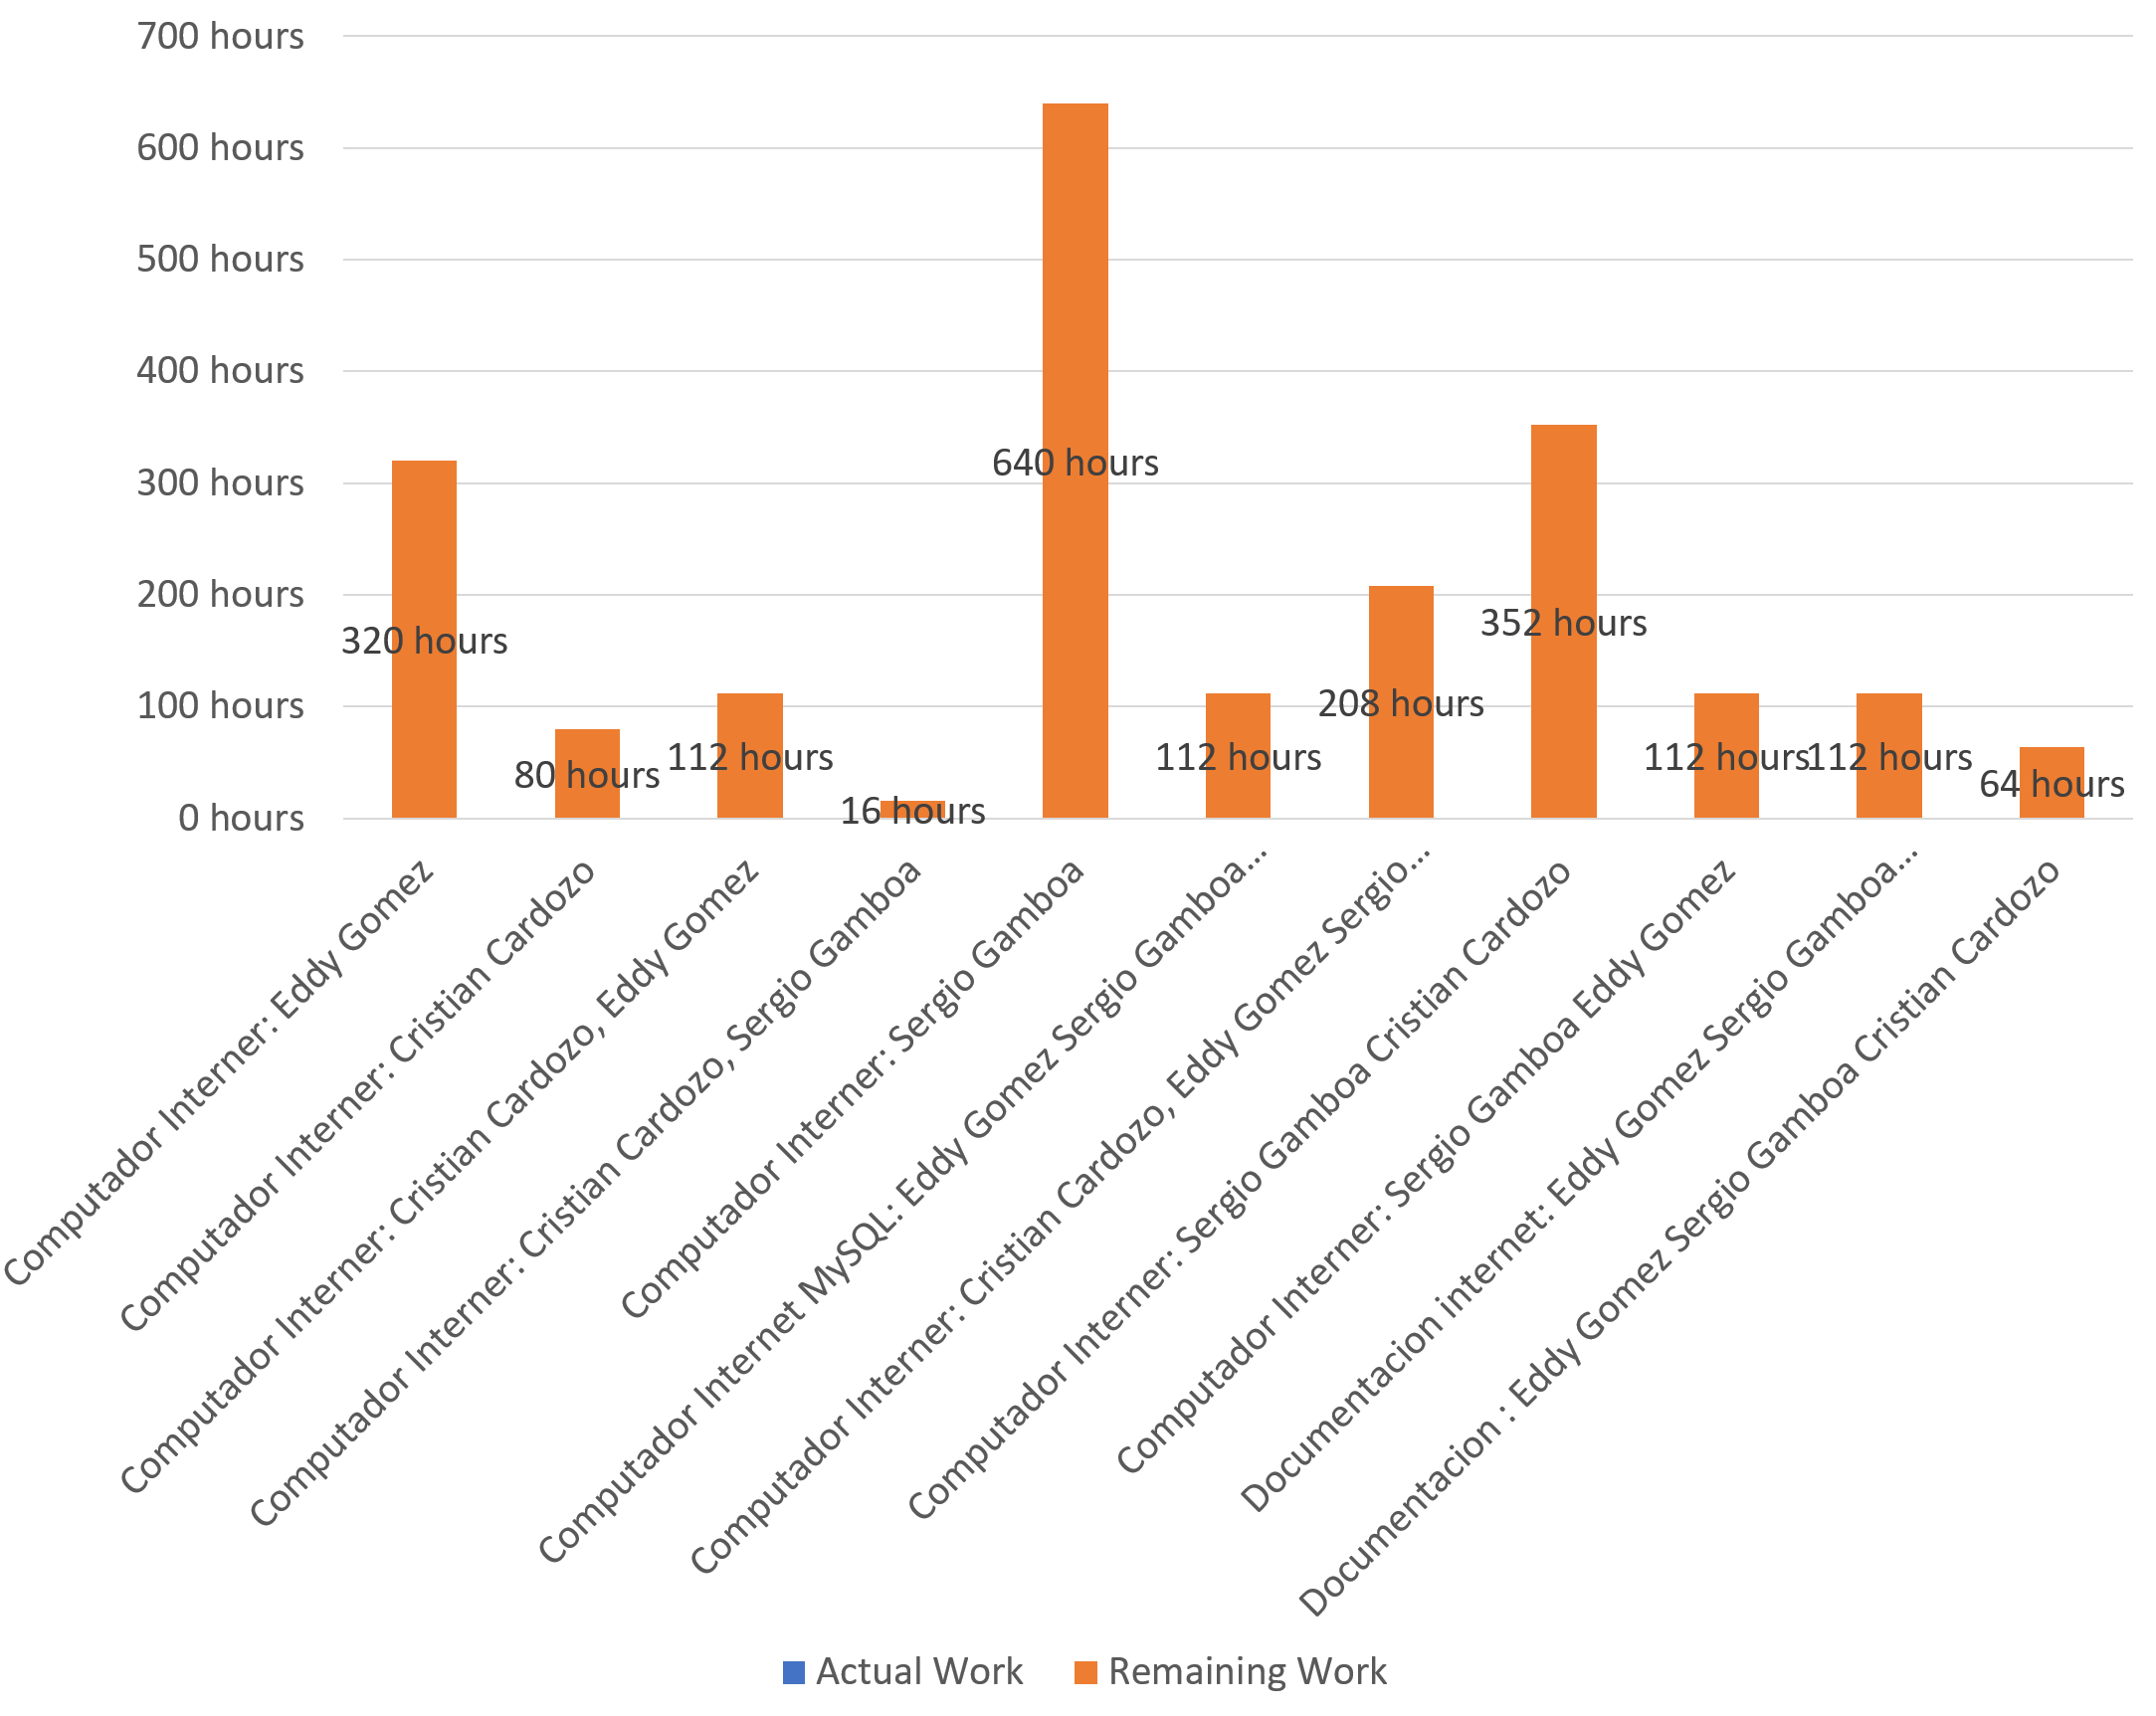 700 hours
600 hours
500 hours
400 hours
300 hours
200 hours
100 hours
0 hours
320 hours
80 hours
112 hours
16 hours
640 hours
112 hours
208 hours
352 hours
112 hours
112 hours
64 hours
Computador Interner: Eddy Gomez
Computador Interner: Cristian Cardozo
Computador Interner: Cristian Cardozo, Eddy Gomez
Computador Interner: Cristian Cardozo, Sergio Gamboa
Computador Interner: Sergio Gamboa
Computador Internet MySQL: Eddy Gomez Sergio Gamboa...
Computador Interner: Cristian Cardozo, Eddy Gomez Sergio...
Computador Interner: Sergio Gamboa Cristian Cardozo
Computador Interner: Sergio Gamboa Eddy Gomez
Documentacion internet: Eddy Gomez Sergio Gamboa...
Documentacion : Eddy Gomez Sergio Gamboa Cristian Cardozo
Actual Work
Remaining Work